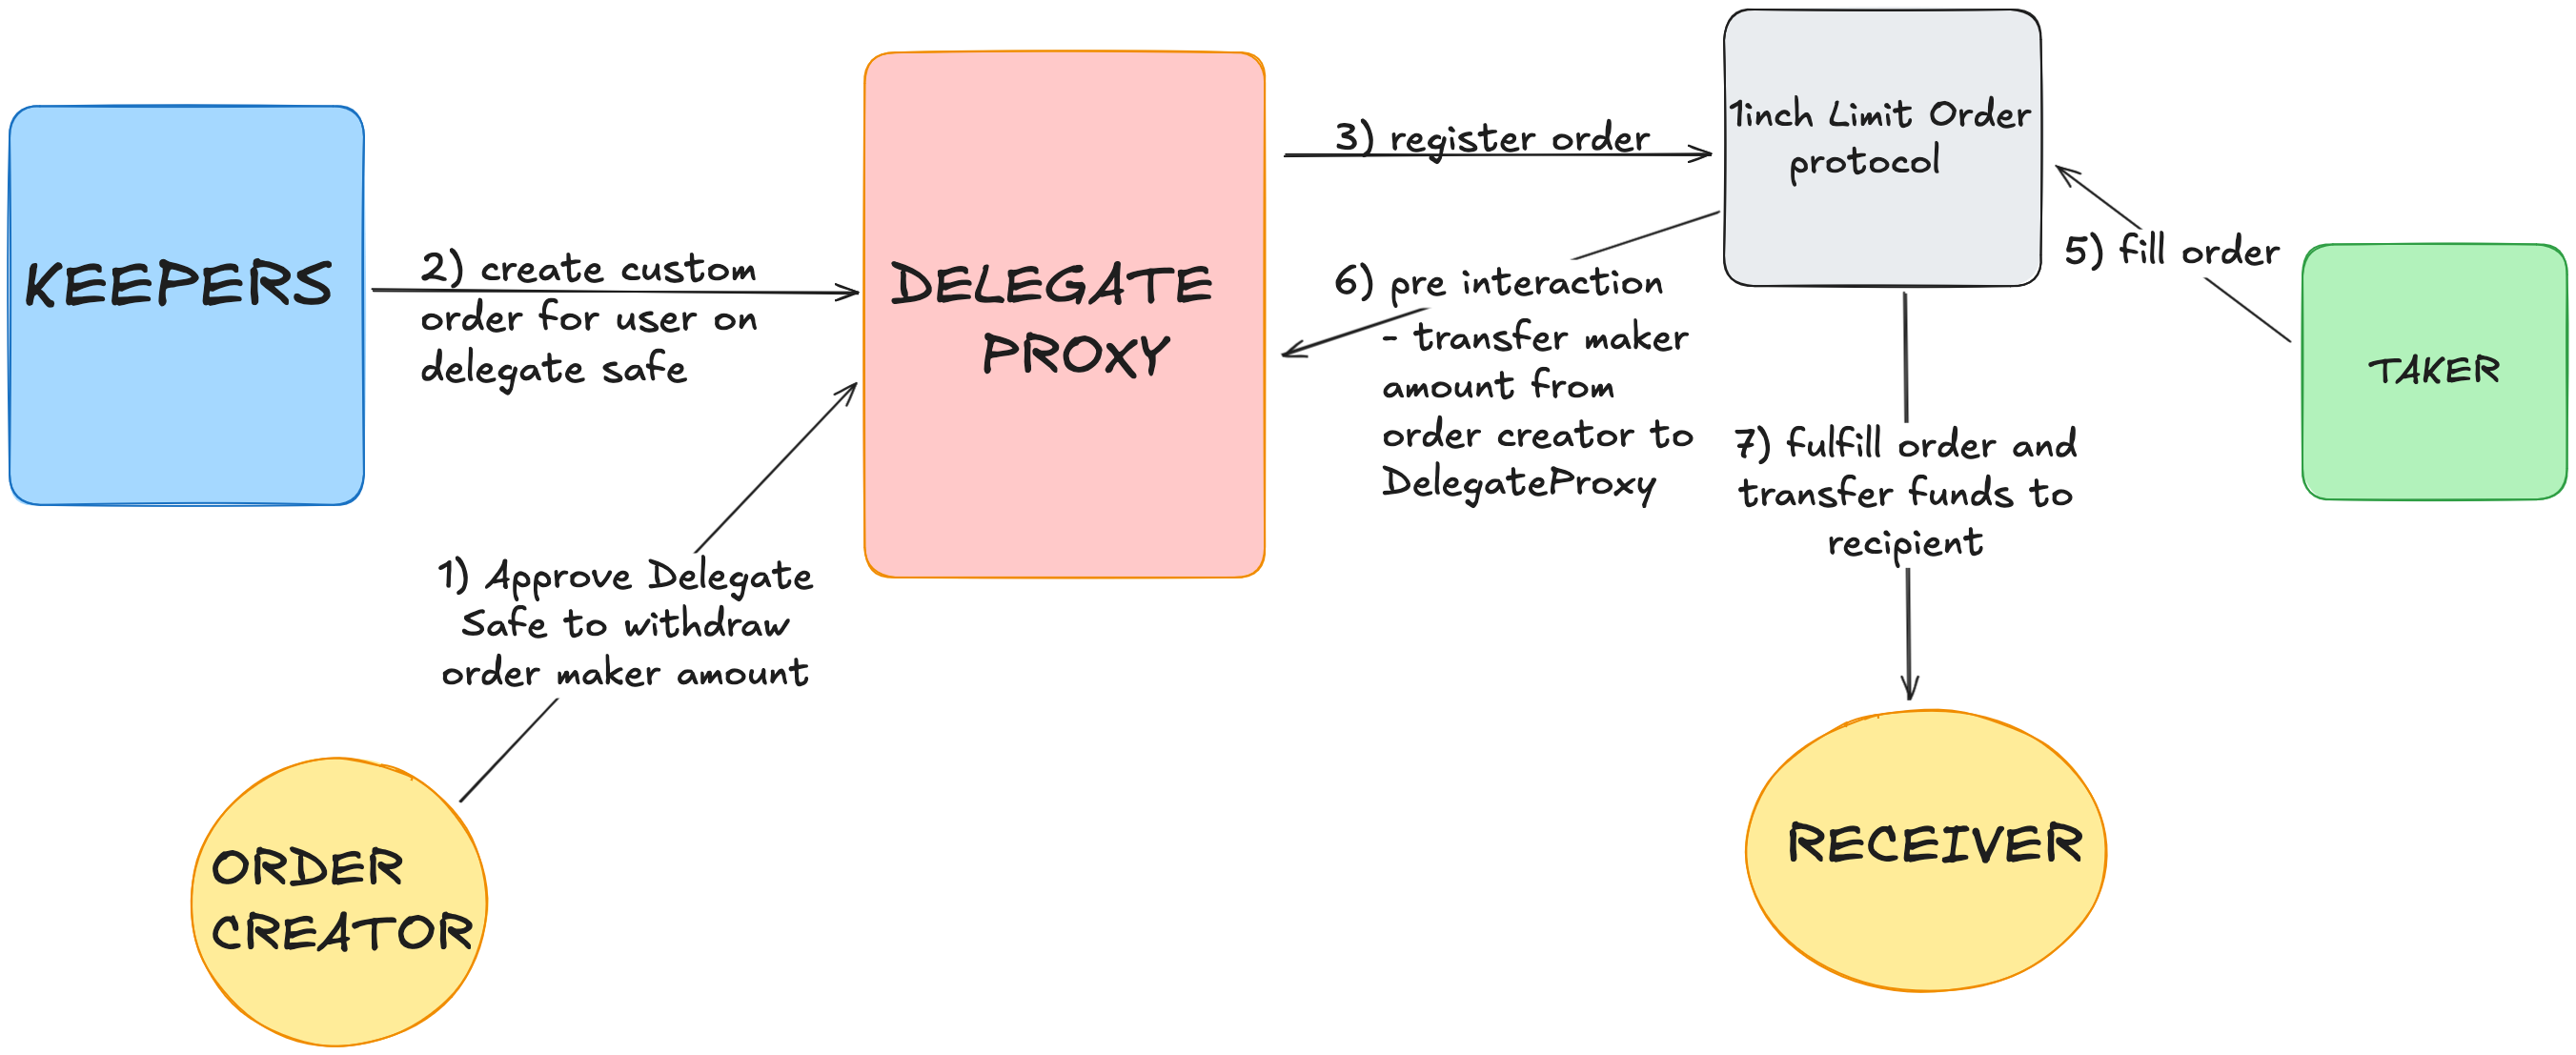 KEEPERS
2) create custom
order for user on
delegate safe
1) Approve Delegate
Safe to withdraw
order maker amount
ORDER
CREATOR
DELEGATE
PROXY
3) register order
6) pre interaction
- transfer maker
amount from
order creator to
DelegateProxy
1inch Limit Order
protocol
5) fill order
TAKER
7) fulfill order and
transfer funds to
recipient
RECEIVER